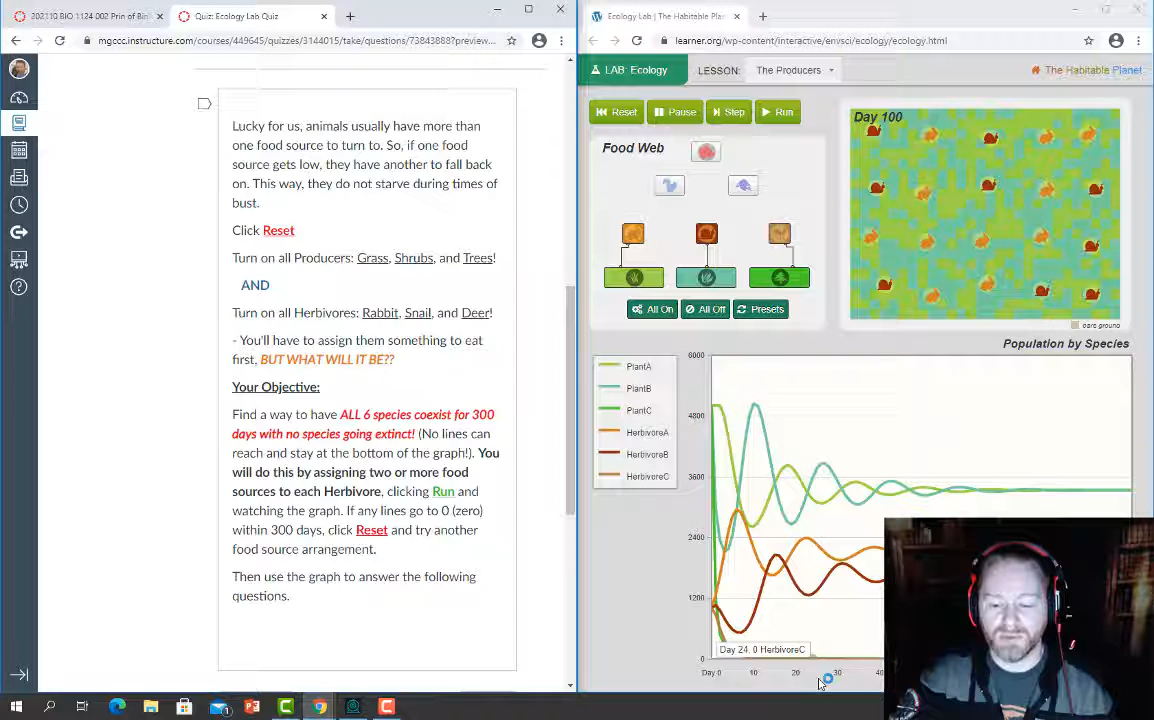 202110 BIO 1124 002 Prin of Bi
Quiz: Ecology Lab Quiz
mgccc.instructure.com/courses/449645/quizzes/3144015/take/questions/73843888?preview...
Lucky for us, animals usually have more than
one food source to turn to. So, if one food
source gets low, they have another to fall back
on. This way, they do not starve during times of
bust.
Click Reset
Turn on all Producers: Grass, Shrubs, and Trees!
AND
Turn on all Herbivores: Rabbit, Snail, and Deer!
- You'll have to assign them something to eat
first, BUT WHAT WILL IT BE??
Your Objective:
Find a way to have ALL 6 species coexist for 300
days with no species going extinct! (No lines can
reach and stay at the bottom of the graph!). You
will do this by assigning two or more food
sources to each Herbivore, clicking Run and
watching the graph. If any lines go to 0 (zero)
within 300 days, click Reset and try another
food source arrangement.
Then use the graph to answer the following
questions.
Ecology Lab | The Habitable Plan
learner.org/wp-content/interactive/envsci/ecology/ecology.html
LAB: Ecology
LESSON: The Producers
The Habitable Planet
Reset Pause Step Run
Food Web
Day 100
All On All Off Presets
bare ground
Population by Species
PlantA
PlantB
PlantC
HerbivoreA
HerbivoreB
HerbivoreC
6000
4800
3600
2400
1200
0
Day 24, 0 HerbivoreC
Day 0 10 20 30 40